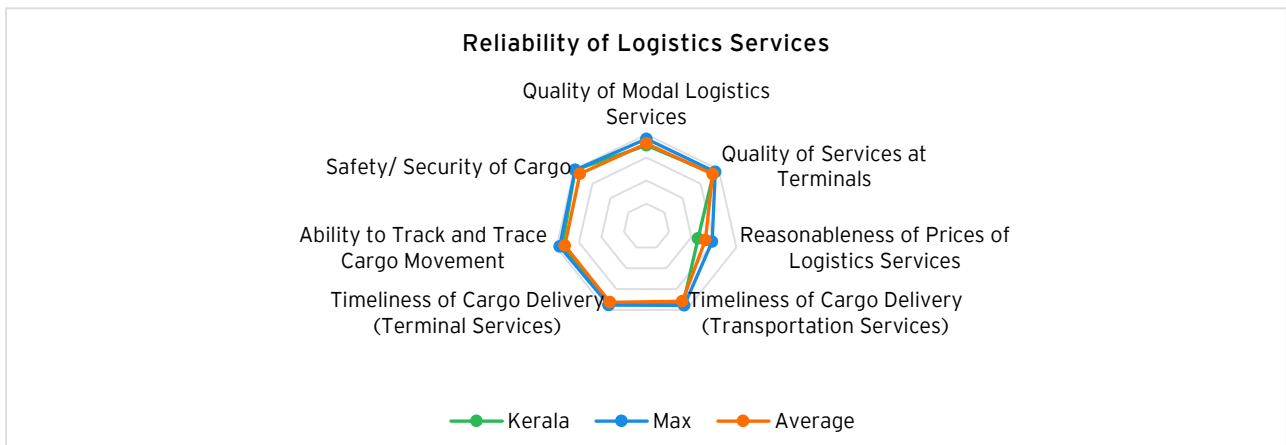 Reliability of Logistics Services
Quality of Modal Logistics
Services
Quality of Services at
Terminals
Reasonableness of Prices of
Logistics Services
Timeliness of Cargo Delivery
(Transportation Services)
Timeliness of Cargo Delivery
(Terminal Services)
Ability to Track and Trace
Cargo Movement
Safety/ Security of Cargo
Kerala
Max
Average